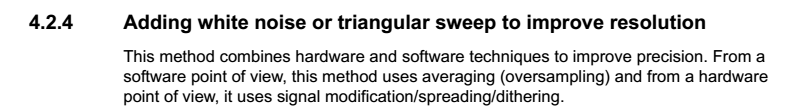 4.2.4 Adding white noise or triangular sweep to improve resolution
This method combines hardware and software techniques to improve precision. From a
software point of view, this method uses averaging (oversampling) and from a hardware
point of view, it uses signal modification/spreading/dithering.